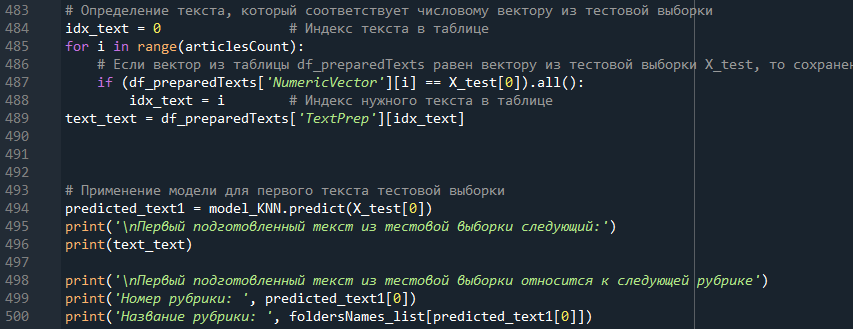 483 # Определение текста, который соответствует числовому вектору из тестовой выборки
484 idx_text = 0 # Индекс текста в таблице
485 for i in range(articlesCount):
486 # Если вектор из таблицы df_preparedTexts равен вектору из тестовой выборки X_test, то сохранен
487 if (df_preparedTexts['NumericVector'][i] == X_test[0]).all():
488 idx_text = i # Индекс нужного текста в таблице
489 text_text = df_preparedTexts['TextPrep'][idx_text]
490
491
492
493 # Применение модели для первого текста тестовой выборки
494 predicted_text1 = model_KNN.predict(X_test[0])
495 print('\nПервый подготовленный текст из тестовой выборки следующий:')
496 print(text_text)
497
498 print('\nПервый подготовленный текст из тестовой выборки относится к следующей рубрике')
499 print('Номер рубрики: ', predicted_text1[0])
500 print('Название рубрики: ', foldersNames_list[predicted_text1[0]])